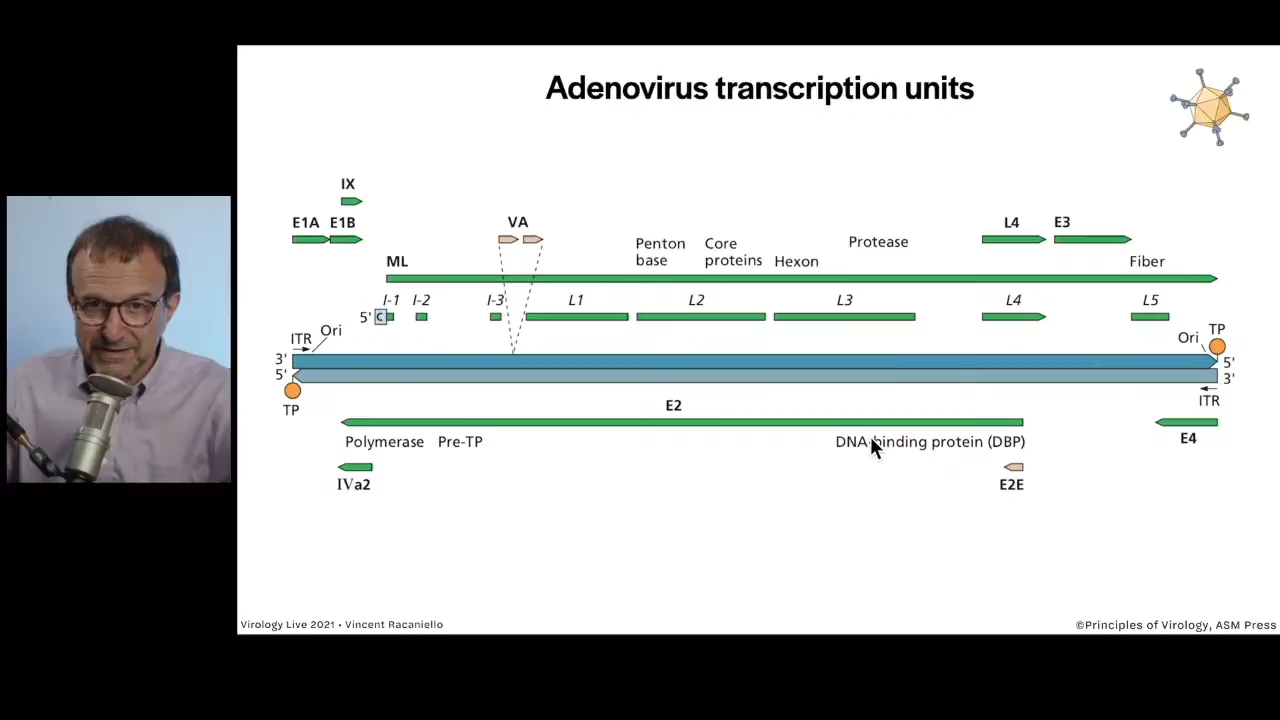 Adenovirus transcription units
IX
E1A E1B VA L4 E3
Penton base
Core proteins
Hexon
Protease
ML
Fiber
I-1 I-2 I-3 L1 L2 L3 L4 L5
5' C
ITR
Ori
Ori
TP
3'
5'
5'
3'
TP
ITR
E2
Polymerase Pre-TP DNA-binding protein (DBP)
E4
IVa2
E2E
Virology Live 2021 • Vincent Racaniello
©Principles of Virology, ASM Press